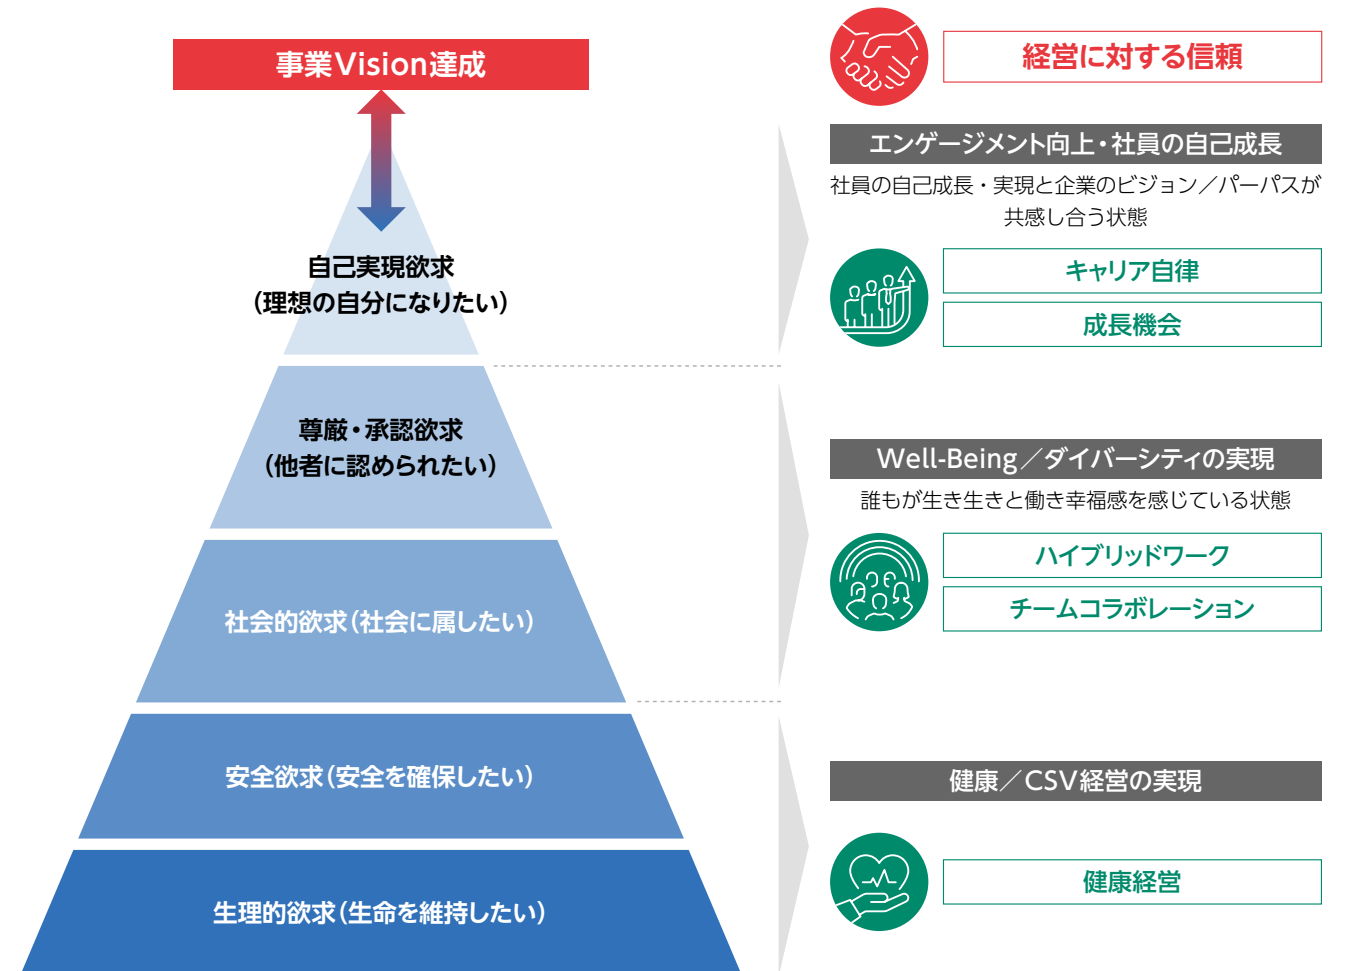 事業Vision達成
自己実現欲求
（理想の自分になりたい）
尊厳・承認欲求
（他者に認められたい）
社会的欲求（社会に属したい）
安全欲求（安全を確保したい）
生理的欲求（生命を維持したい）
経営に対する信頼
エンゲージメント向上・社員の自己成長
社員の自己成長・実現と企業のビジョン／パーパスが
共感し合う状態
キャリア自律
成長機会
Well-Being／ダイバーシティの実現
誰もが生き生きと働き幸福感を感じている状態
ハイブリッドワーク
チームコラボレーション
健康／CSV経営の実現
健康経営